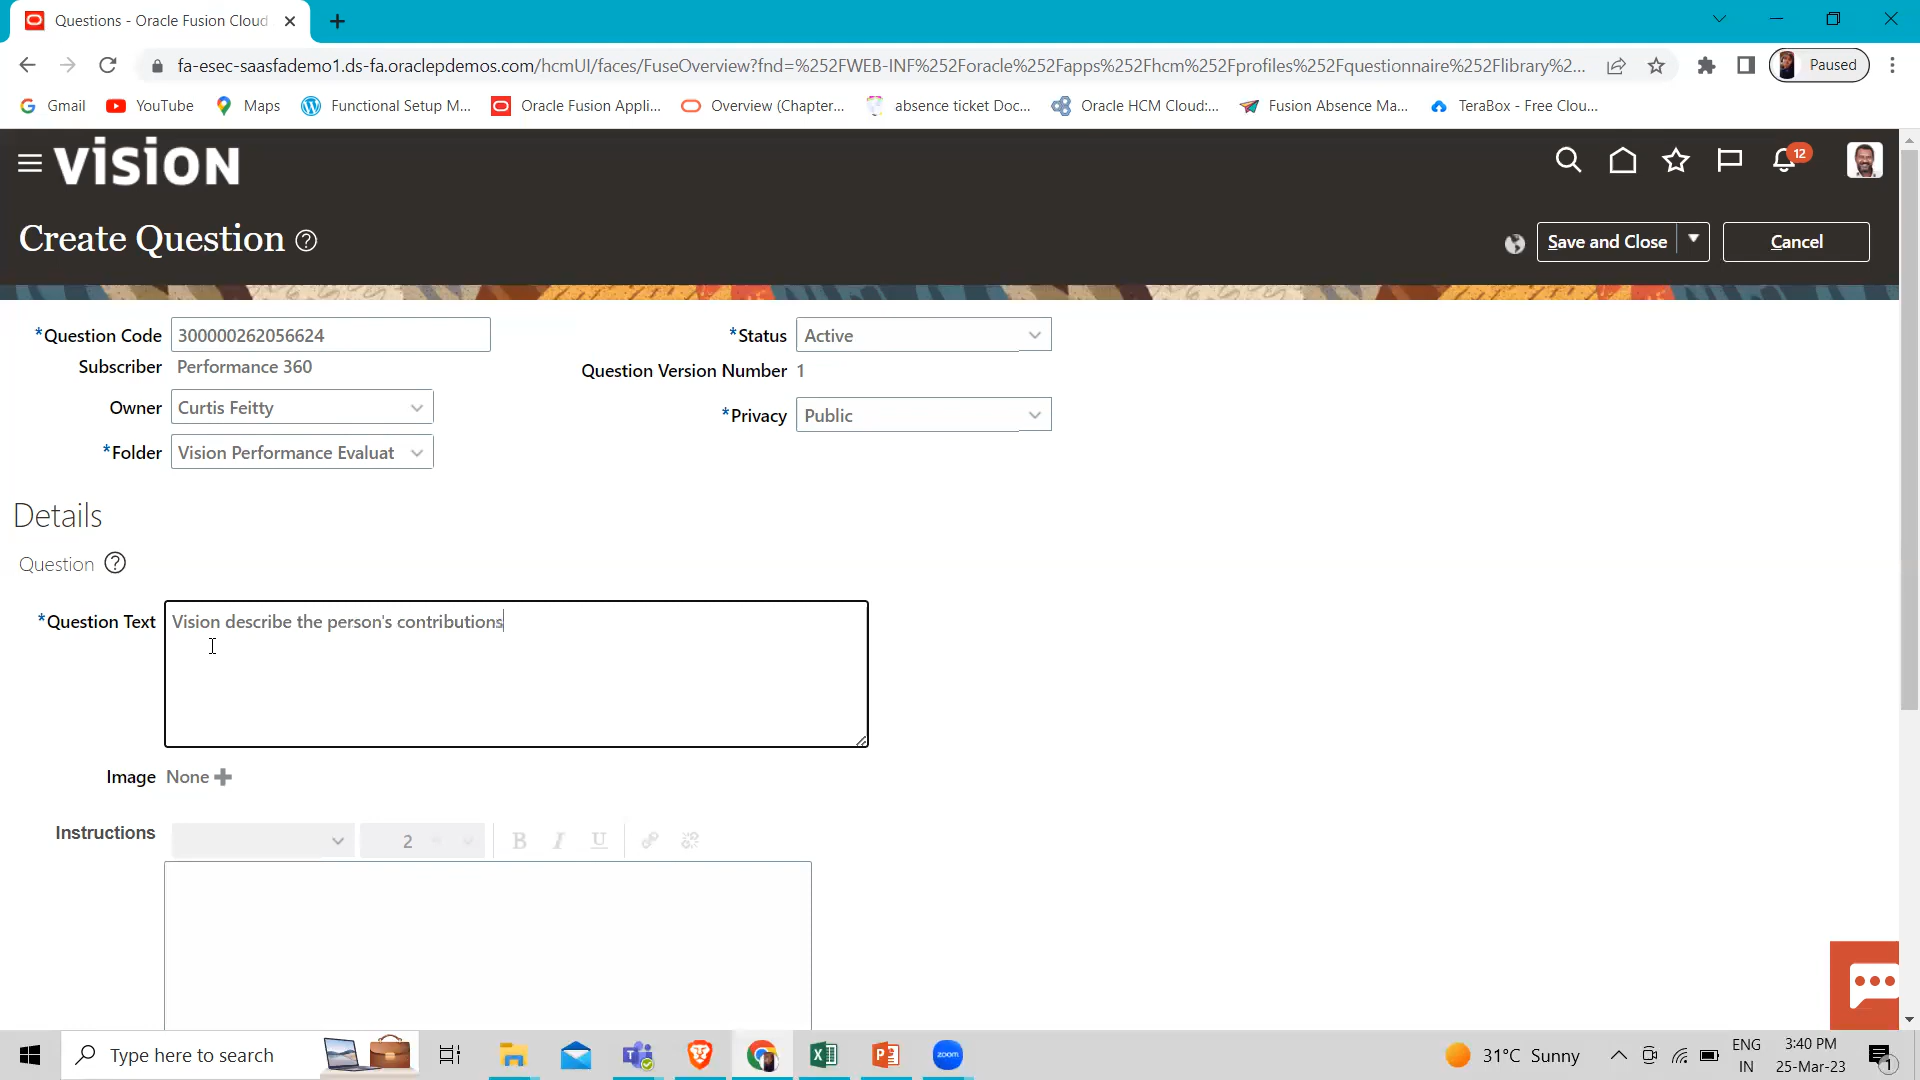 Questions - Oracle Fusion Cloud
fa-esec-saasfademo1.ds-fa.oraclepdemos.com/hcmUI/faces/FuseOverview?fnd=%252FWEB-INF%252Foracle%252Fapps%252Fhcm%252Fprofiles%252Fquestionnaire%252Flibrary%2...
Paused
Gmail
YouTube
Maps
Functional Setup M...
Oracle Fusion Appli...
Overview (Chapter...
absence ticket Doc...
Oracle HCM Cloud:...
Fusion Absence Ma...
TeraBox - Free Clou...
VISION
12
Create Question
Save and Close
Cancel
*Question Code 300000262056624
*Status Active
Subscriber Performance 360
Question Version Number 1
Owner Curtis Feitty
*Privacy Public
*Folder Vision Performance Evaluat
Details
Question
*Question Text Vision describe the person's contributions
Image None
Instructions
2
B I U
Type here to search
zoom
31°C Sunny
ENG
IN
3:40 PM
25-Mar-23
1